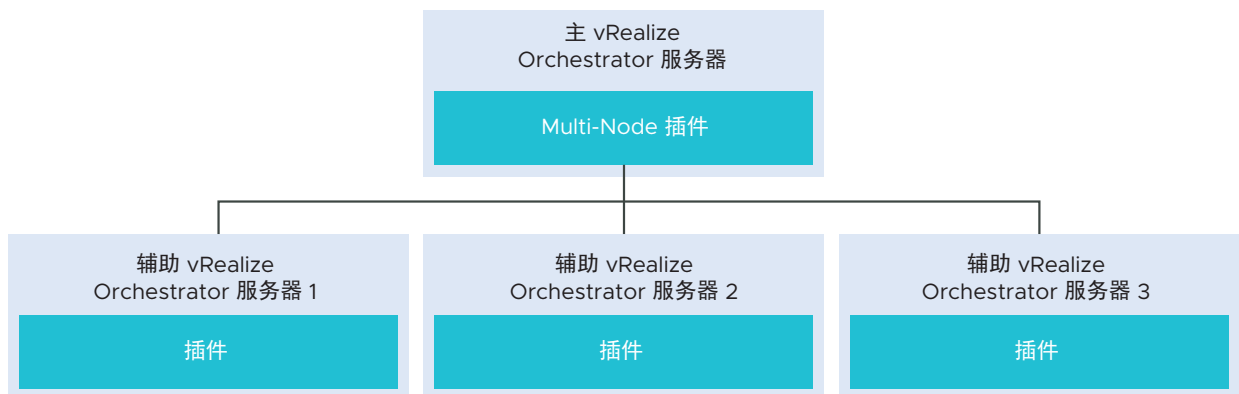 主 vRealize
Orchestrator 服务器
Multi-Node 插件
辅助 vRealize
Orchestrator 服务器 1
插件
辅助 vRealize
Orchestrator 服务器 2
插件
辅助 vRealize
Orchestrator 服务器 3
插件